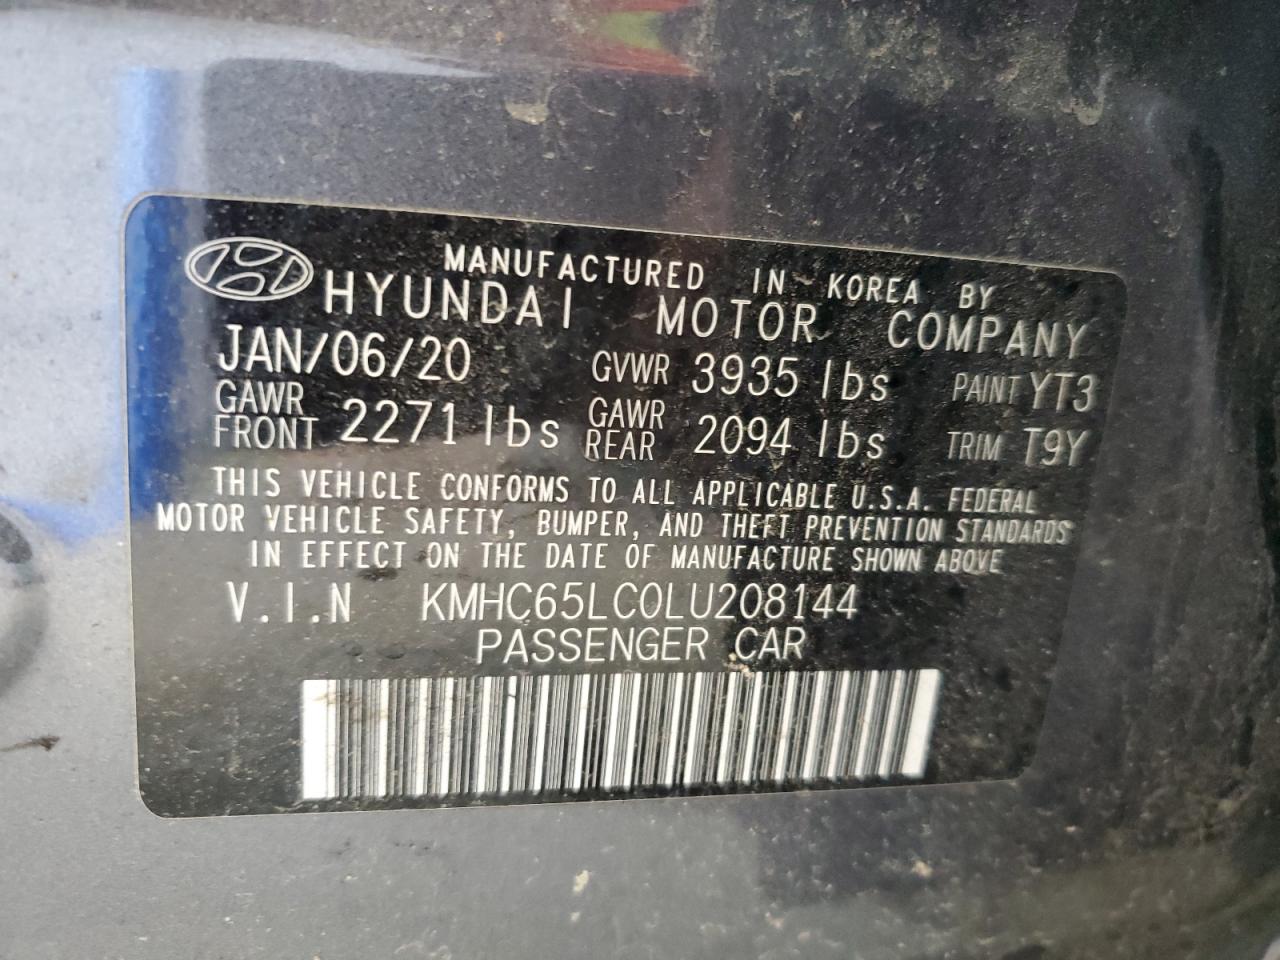 MANUFACTURED IN KOREA BY
HYUNDAI MOTOR COMPANY
JAN/06/20 GVWR 3935 lbs PAINT YT3
GAWR FRONT 2271 lbs GAWR REAR 2094 lbs TRIM T9Y
THIS VEHICLE CONFORMS TO ALL APPLICABLE U.S.A. FEDERAL
MOTOR VEHICLE SAFETY, BUMPER, AND THEFT PREVENTION STANDARDS
IN EFFECT ON THE DATE OF MANUFACTURE SHOWN ABOVE
V.I.N KMHC65LC0LU208144
PASSENGER CAR